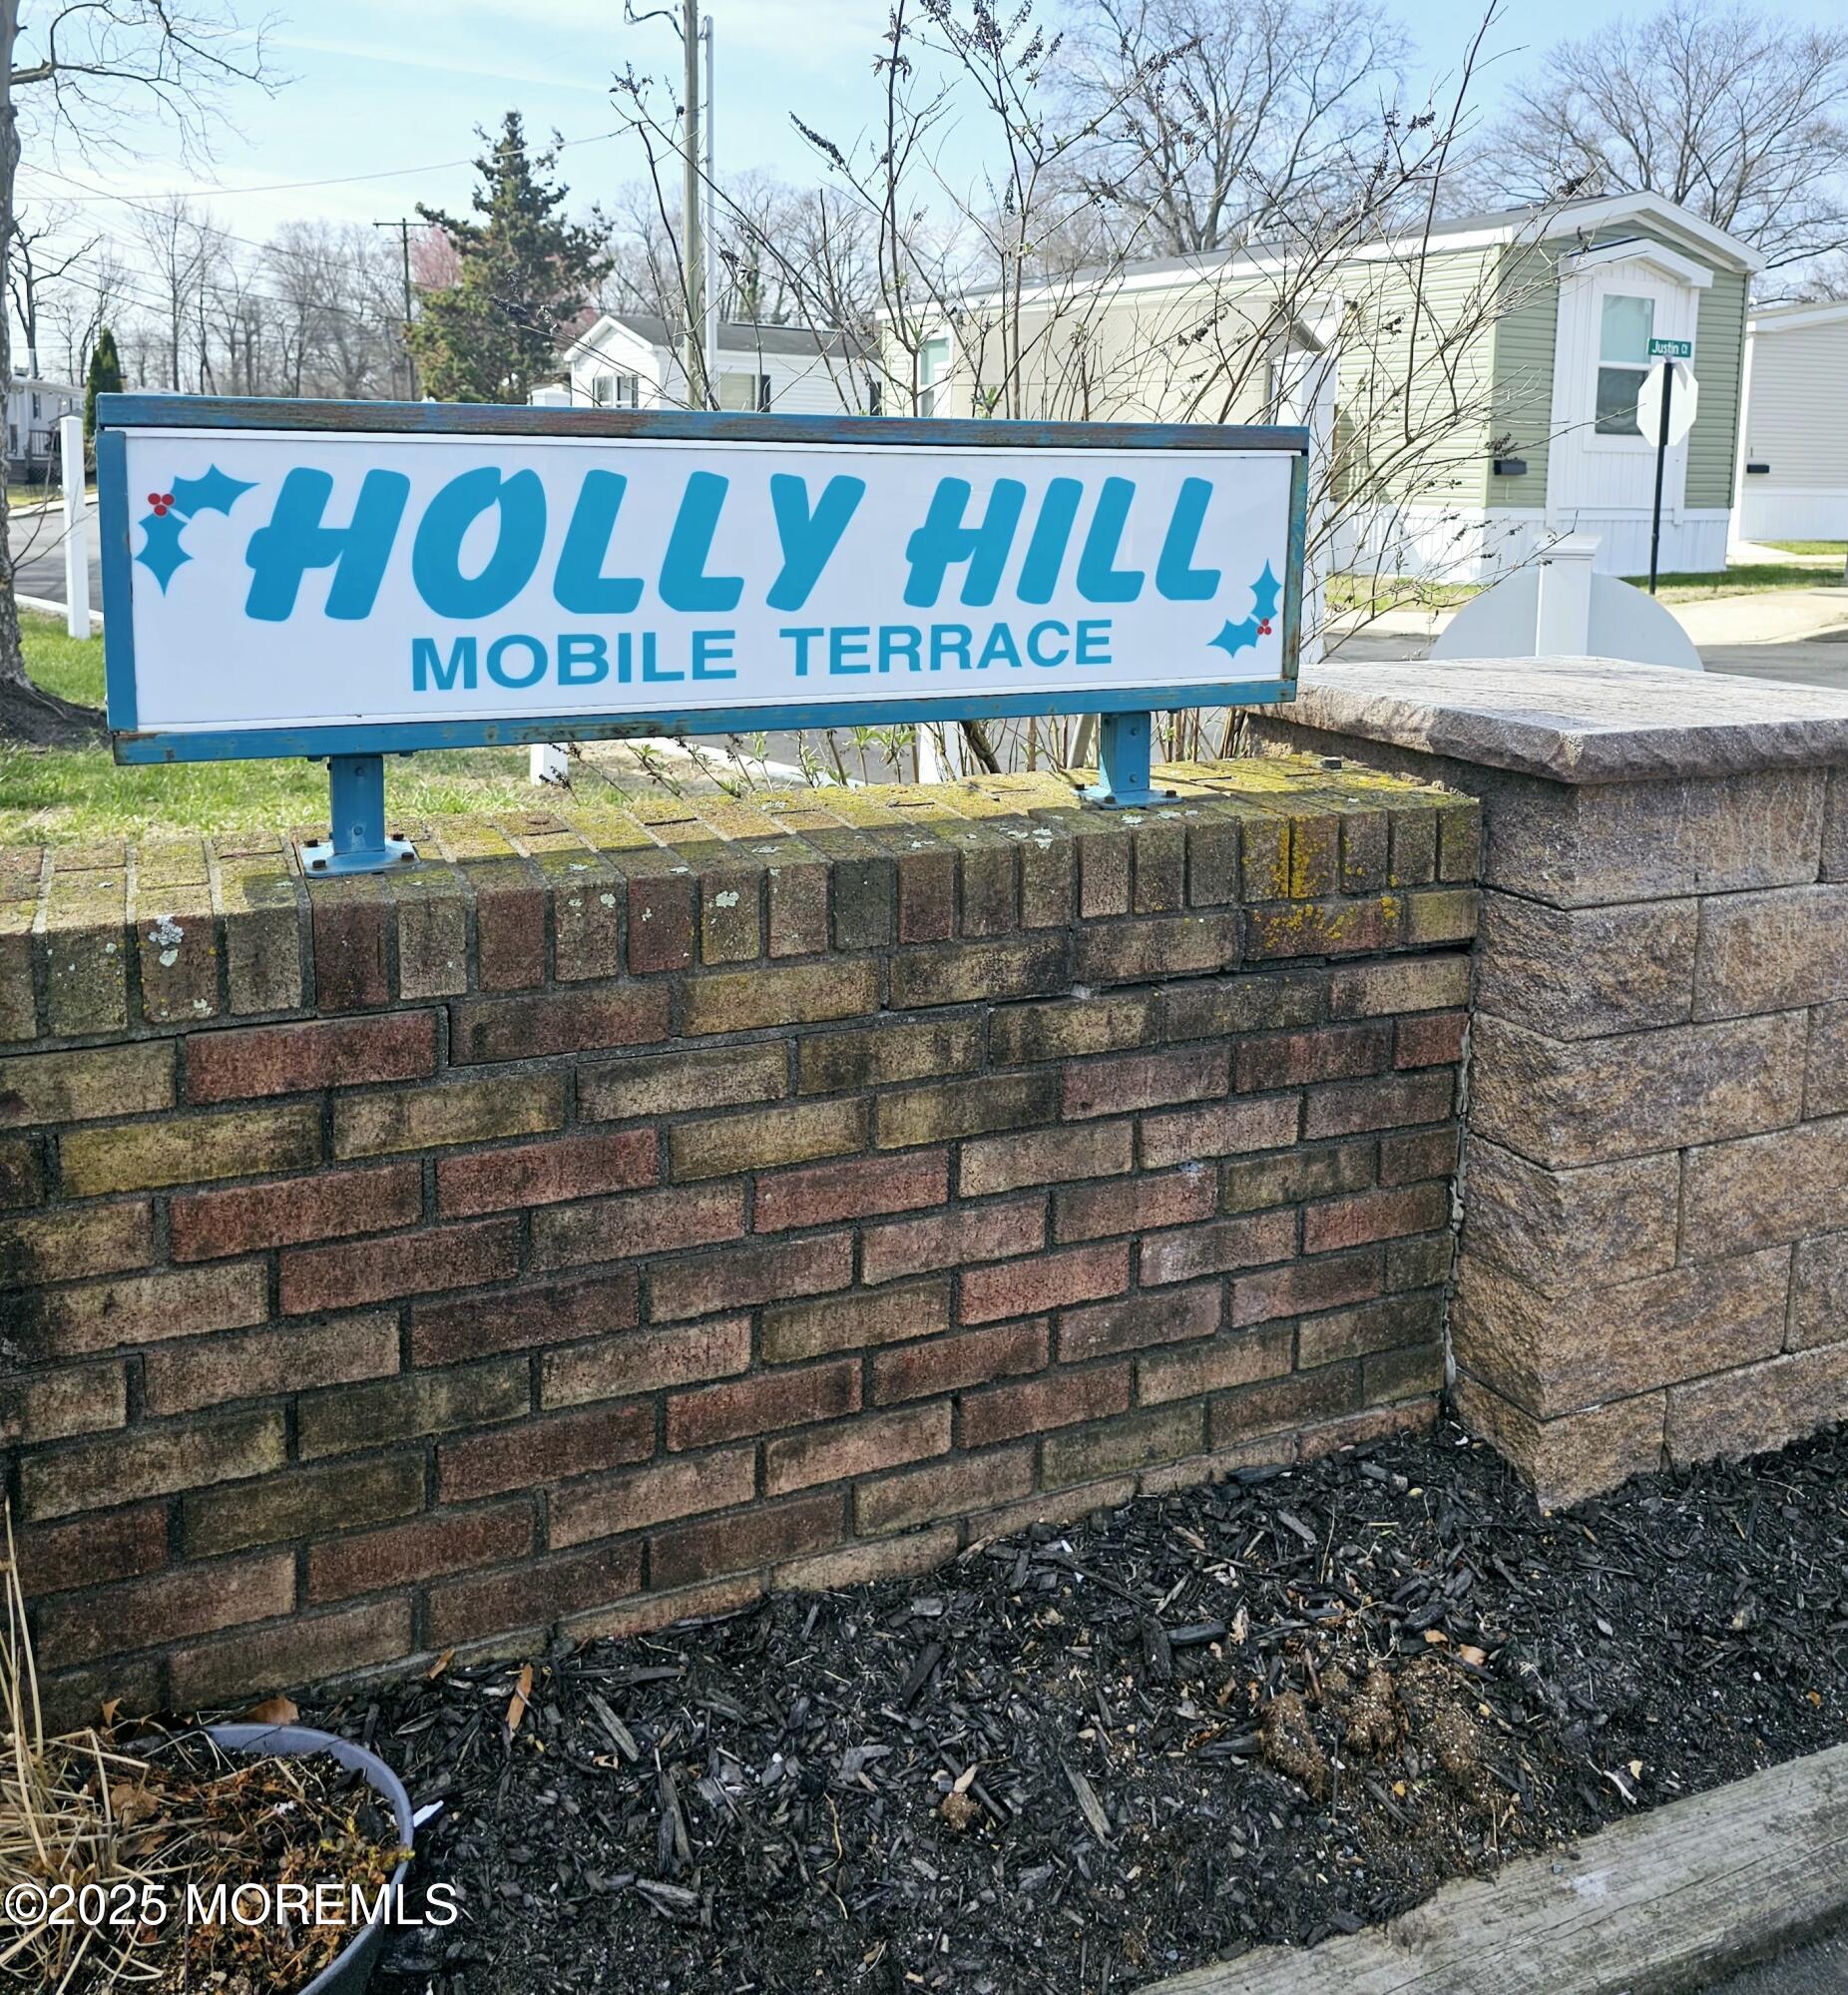 Justin Ct
HOLLY HILL
MOBILE TERRACE
©2025 MOREMLS